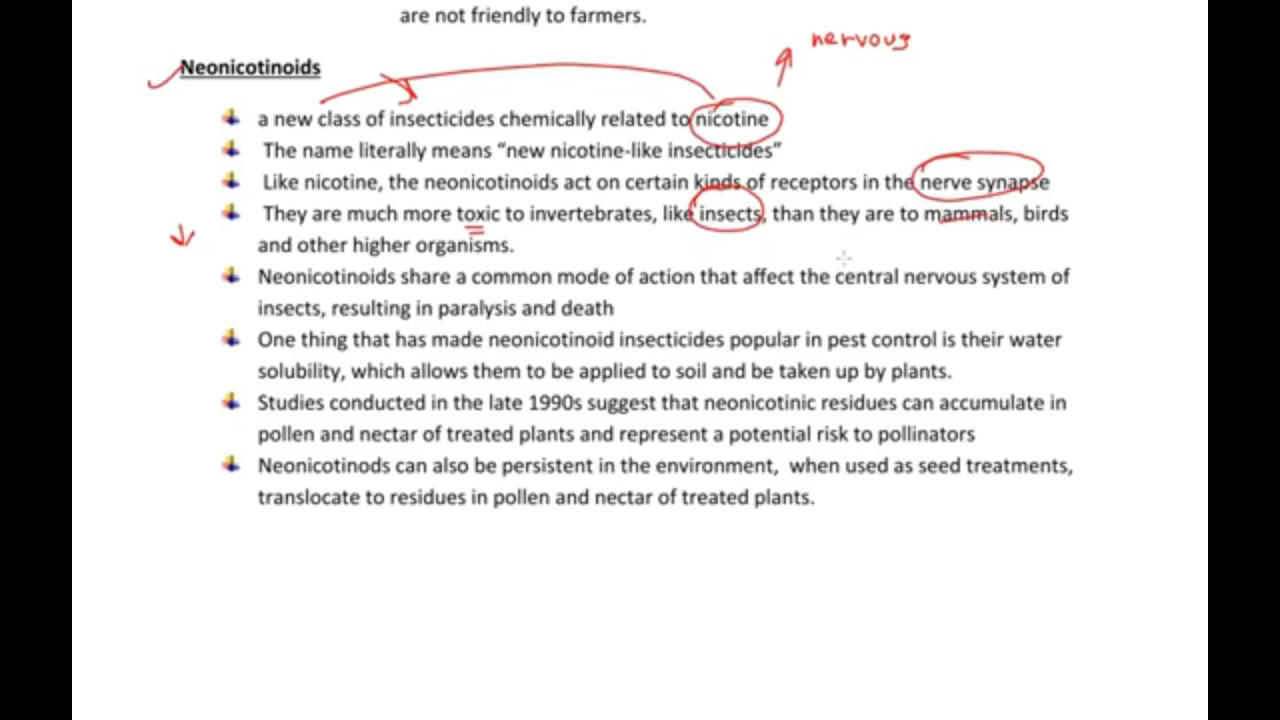 are not friendly to farmers.
nervous
Neonicotinoids
a new class of insecticides chemically related to nicotine
The name literally means “new nicotine-like insecticides”
Like nicotine, the neonicotinoids act on certain kinds of receptors in the nerve synapse
They are much more toxic to invertebrates, like insects, than they are to mammals, birds
and other higher organisms.
Neonicotinoids share a common mode of action that affect the central nervous system of
insects, resulting in paralysis and death
One thing that has made neonicotinoid insecticides popular in pest control is their water
solubility, which allows them to be applied to soil and be taken up by plants.
Studies conducted in the late 1990s suggest that neonicotinic residues can accumulate in
pollen and nectar of treated plants and represent a potential risk to pollinators
Neonicotinods can also be persistent in the environment, when used as seed treatments,
translocate to residues in pollen and nectar of treated plants.